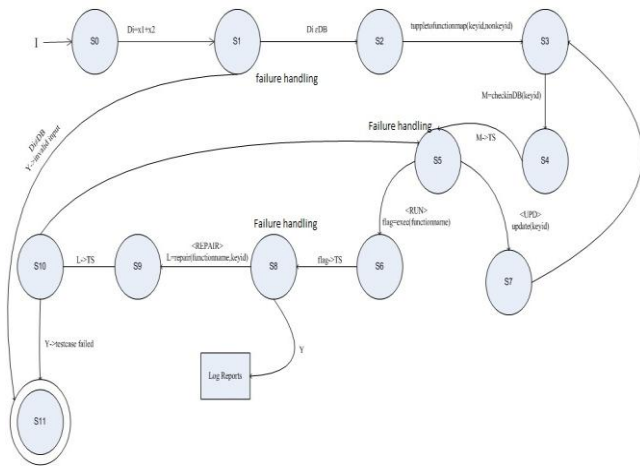 I
S0
Di=x1+x2
S1
Di εDB
S2
tuppletofunctionmap(keyid,nonkeyid)
S3
failure handling
Di≠DB
Y->invalid input
M=checkinDB(keyid)
Failure handling
M->TS
S4
S5
<RUN>
flag=exec(functionname)
<UPD>
update(keyid)
Failure handling
<REPAIR>
L=repair(functionname,keyid)
S10
L->TS
S9
S8
flag->TS
S6
S7
Y->testcase failed
Y
Log Reports
S11